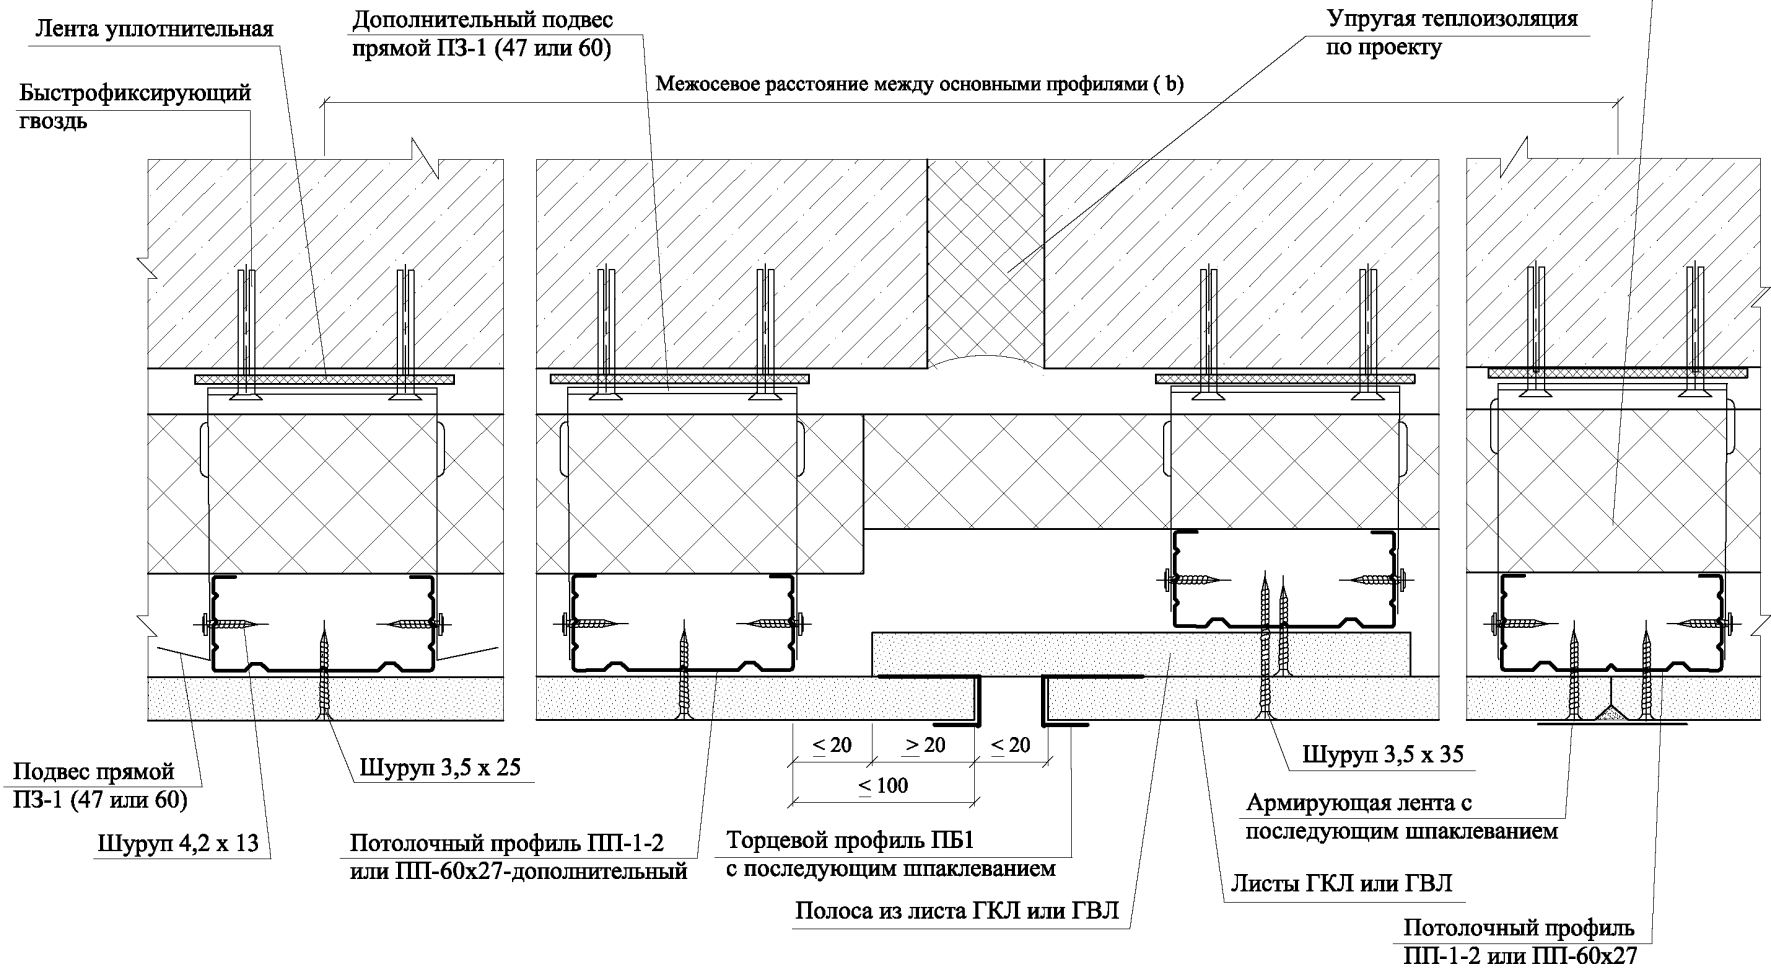 Лента уплотнительная
Дополнительный подвес
прямой ПЗ-1 (47 или 60)
Упругая теплоизоляция
по проекту
Быстрофиксирующий
гвоздь
Межосевое расстояние между основными профилями ( b)
≤ 20
≥ 20
≤ 20
≤ 100
Подвес прямой
ПЗ-1 (47 или 60)
Шуруп 3,5 х 25
Шуруп 4,2 х 13
Потолочный профиль ПП-1-2
или ПП-60х27-дополнительный
Торцевой профиль ПБ1
с последующим шпаклеванием
Полоса из листа ГКЛ или ГВЛ
Шуруп 3,5 х 35
Армирующая лента с
последующим шпаклеванием
Листы ГКЛ или ГВЛ
Потолочный профиль
ПП-1-2 или ПП-60х27